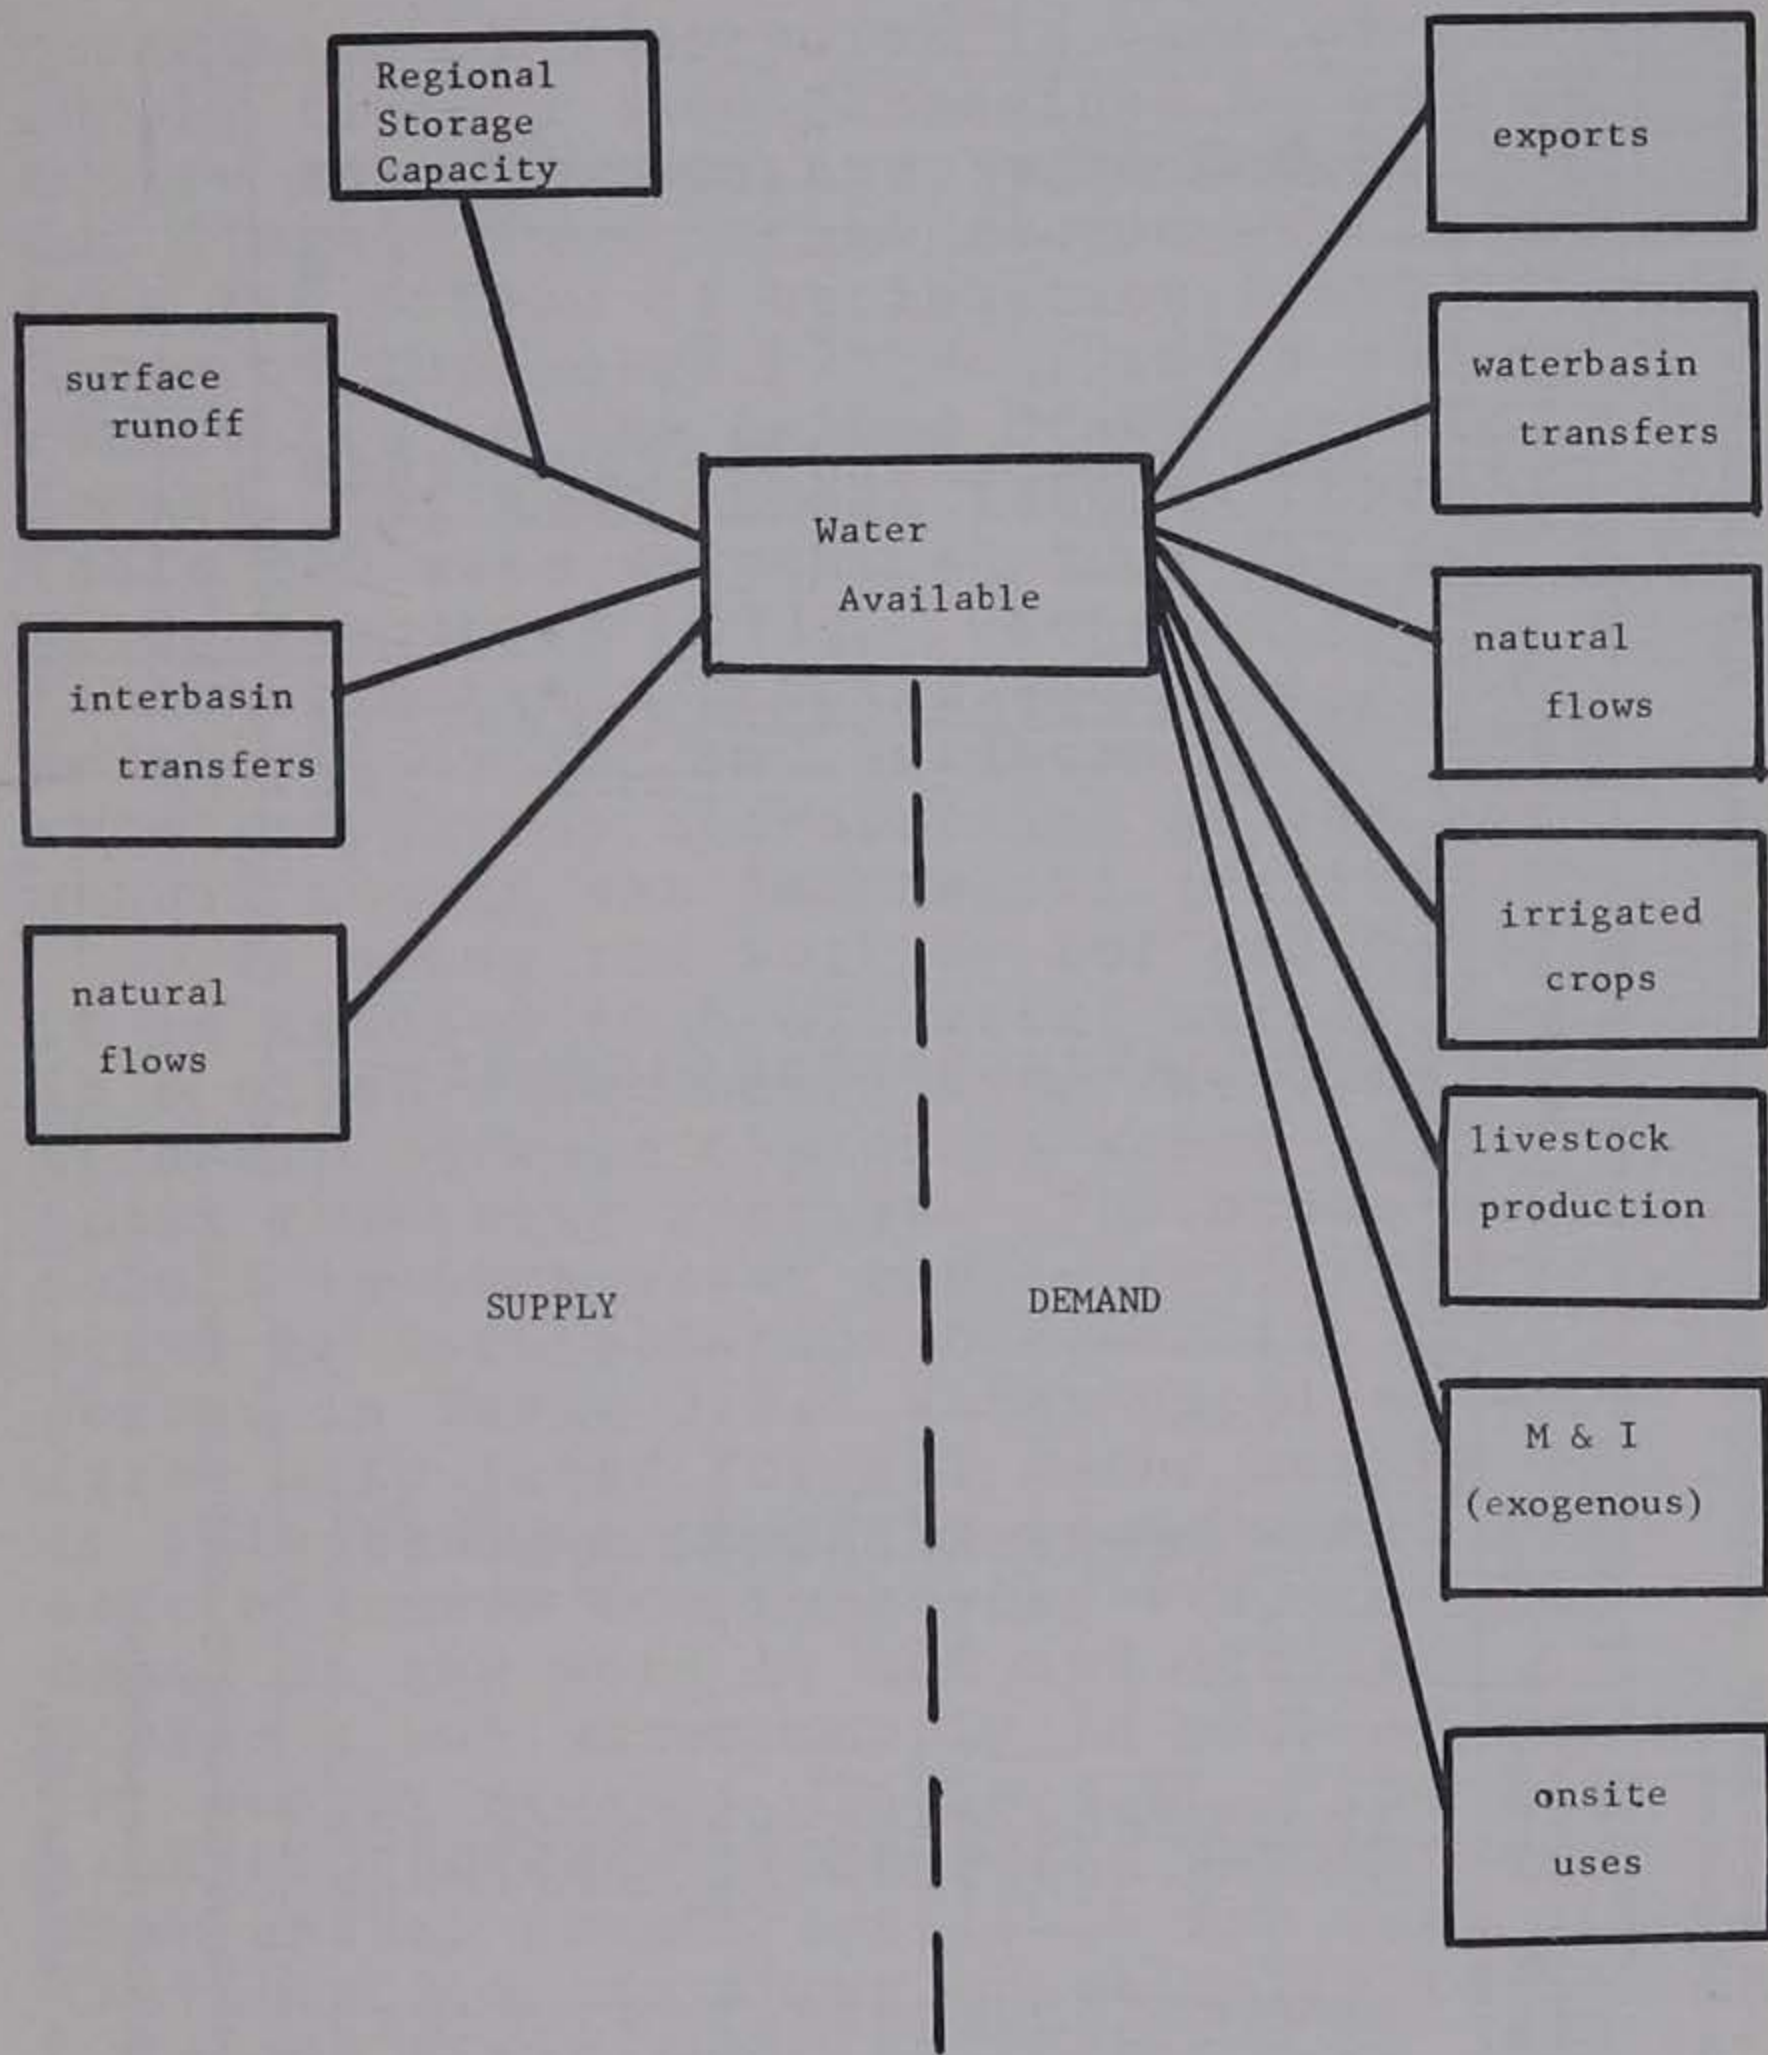 Regional
Storage
Capacity
surface
runoff
interbasin
transfers
natural
flows
Water
Available
SUPPLY
DEMAND
exports
waterbasin
transfers
natural
flows
irrigated
crops
livestock
production
M & I
(exogenous)
onsite
uses